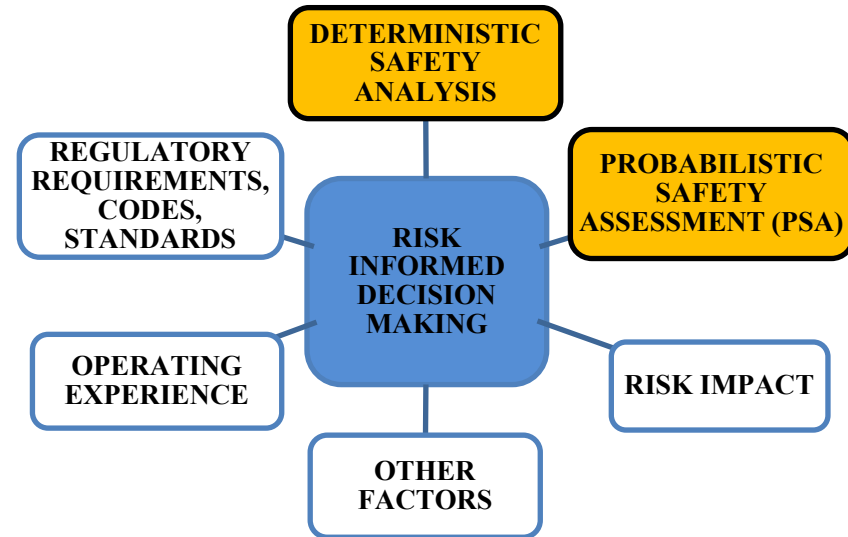 DETERMINISTIC
SAFETY
ANALYSIS
REGULATORY
REQUIREMENTS,
CODES,
STANDARDS
PROBABILISTIC
SAFETY
ASSESSMENT (PSA)
RISK
INFORMED
DECISION
MAKING
OPERATING
EXPERIENCE
RISK IMPACT
OTHER
FACTORS